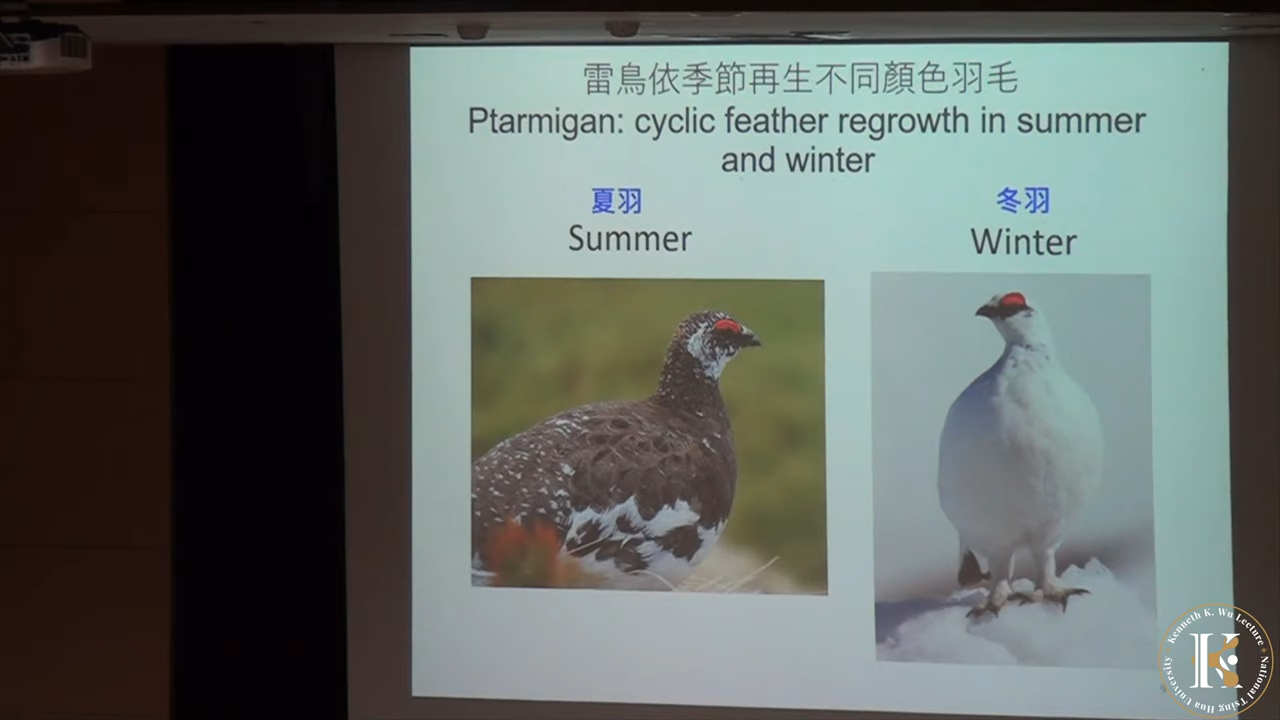 雷鳥依季節再生不同顏色羽毛
Ptarmigan: cyclic feather regrowth in summer
and winter
夏羽
Summer
冬羽
Winter
Kenneth K. Wu Lecture
National Tsing Hua University
K